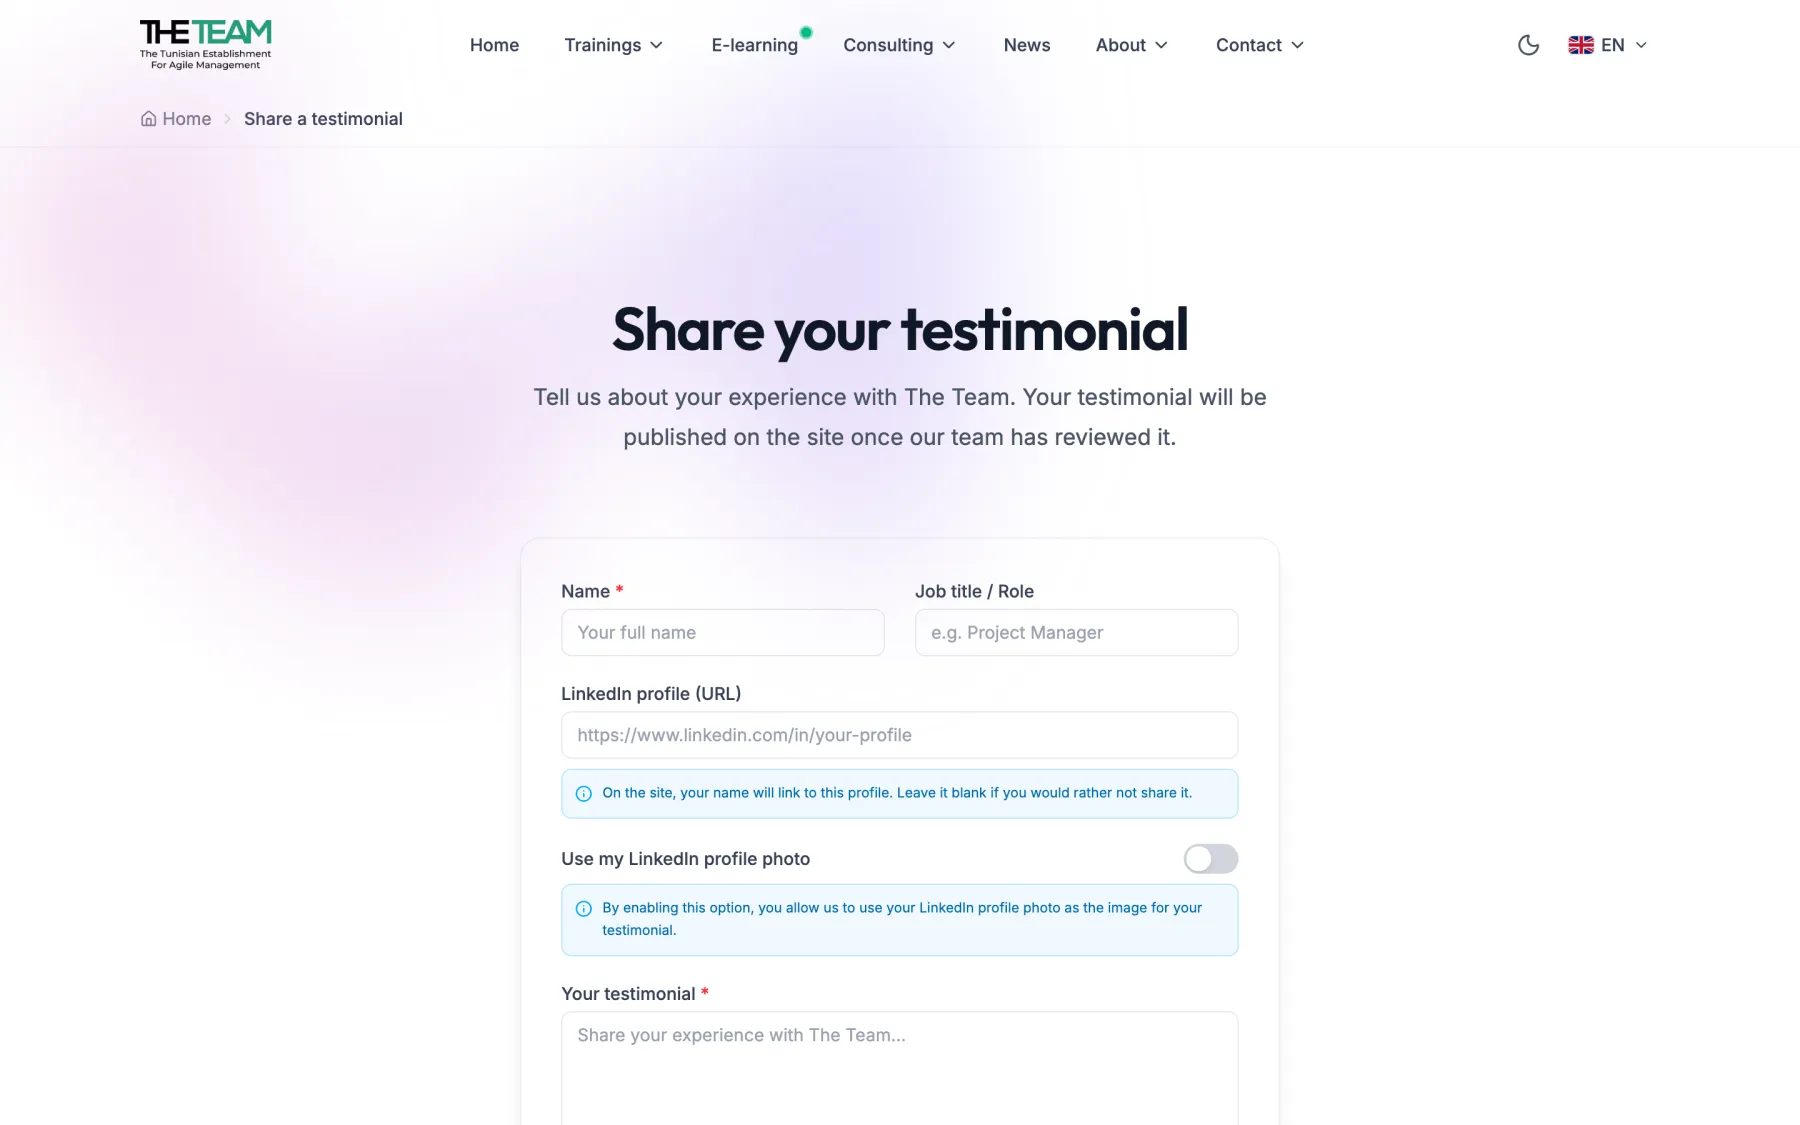 THETEAM
The Tunisian Establishment
For Agile Management
Home
Trainings
E-learning
Consulting
News
About
Contact
EN
Home
Share a testimonial
Share your testimonial
Tell us about your experience with The Team. Your testimonial will be
published on the site once our team has reviewed it.
Name *
Job title / Role
Your full name
e.g. Project Manager
LinkedIn profile (URL)
https://www.linkedin.com/in/your-profile
On the site, your name will link to this profile. Leave it blank if you would rather not share it.
Use my LinkedIn profile photo
By enabling this option, you allow us to use your LinkedIn profile photo as the image for your
testimonial.
Your testimonial *
Share your experience with The Team...